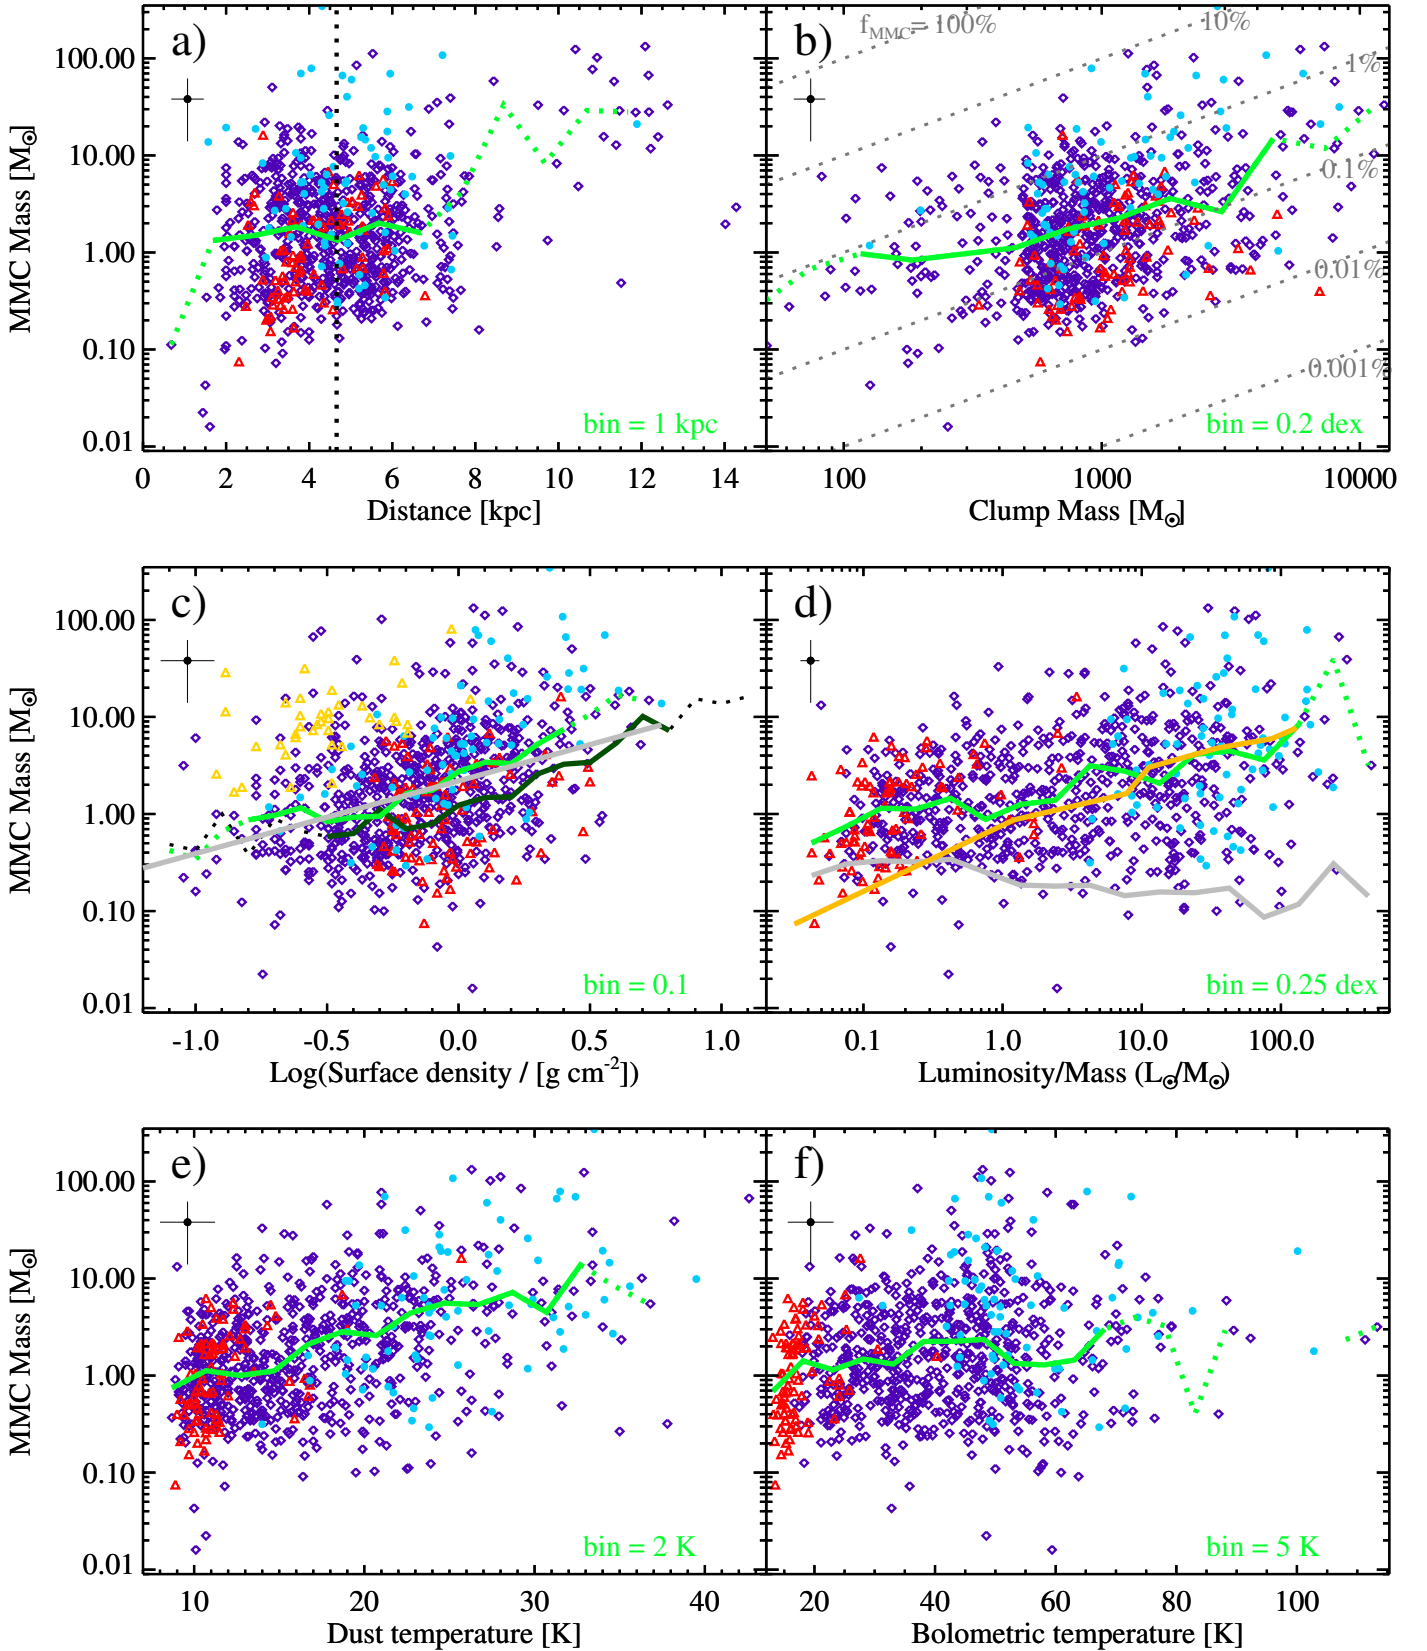 a)
100.00
10.00
1.00
0.10
0.01
MMC Mass [M☉]
bin = 1 kpc
0 2 4 6 8 10 12 14
Distance [kpc]
b)
f_MMC = 100%
10%
1%
0.1%
0.01%
0.001%
bin = 0.2 dex
100 1000 10000
Clump Mass [M☉]
c)
100.00
10.00
1.00
0.10
0.01
MMC Mass [M☉]
bin = 0.1
-1.0 -0.5 0.0 0.5 1.0
Log(Surface density / [g cm⁻²])
d)
bin = 0.25 dex
0.1 1.0 10.0 100.0
Luminosity/Mass (L☉/M☉)
e)
100.00
10.00
1.00
0.10
0.01
MMC Mass [M☉]
bin = 2 K
10 20 30 40
Dust temperature [K]
f)
bin = 5 K
20 40 60 80 100
Bolometric temperature [K]